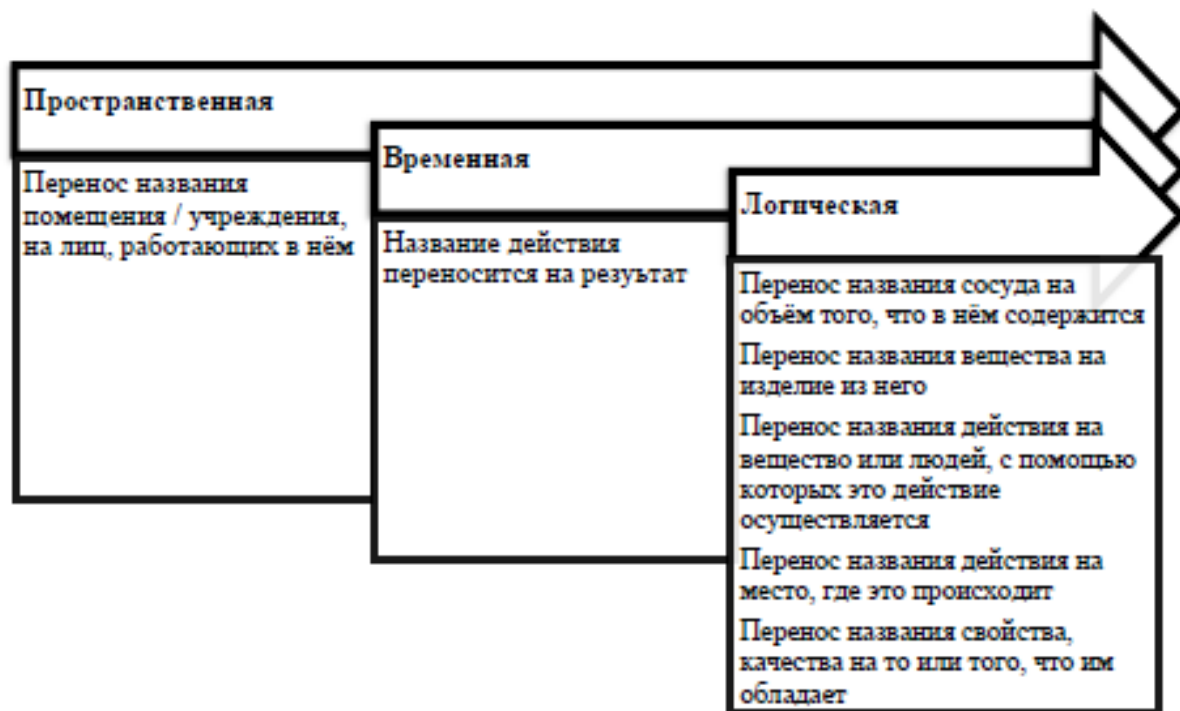 Пространственная
Перенос названия
помещения / учреждения,
на лиц, работающих в нём
Временная
Название действия
переносится на резуьтат
Логическая
Перенос названия сосуда на
объём того, что в нём содержится
Перенос названия вещества на
изделие из него
Перенос названия действия на
вещество или людей, с помощью
которых это действие
осуществляется
Перенос названия действия на
место, где это происходит
Перенос названия свойства,
качества на то или того, что им
обладает